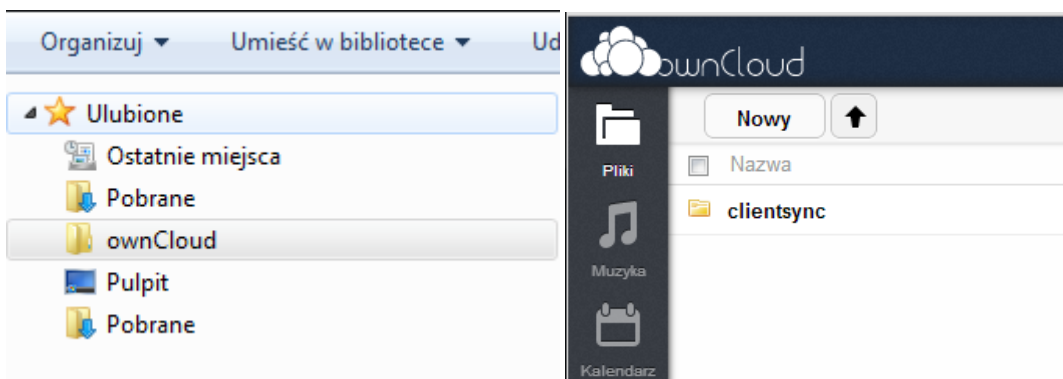 Organizuj Umieść w bibliotece Ud
Ulubione
Ostatnie miejsca
Pobrane
ownCloud
Pulpit
Pobrane
ownCloud
Nowy
Pliki
Nazwa
clientsync
Muzyka
Kalendarz